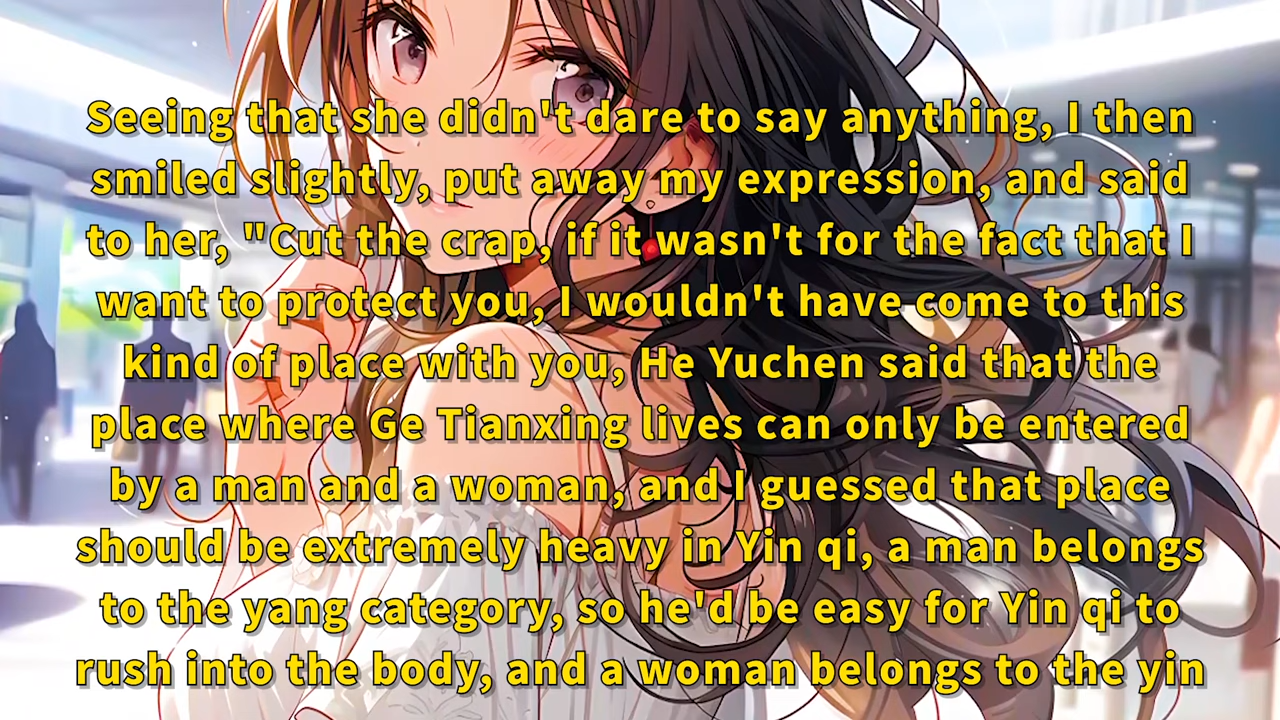 Seeing that she didn't dare to say anything, I then
smiled slightly, put away my expression, and said
to her, "Cut the crap, if it wasn't for the fact that I
want to protect you, I wouldn't have come to this
kind of place with you, He Yuchen said that the
place where Ge Tianxing lives can only be entered
by a man and a woman, and I guessed that place
should be extremely heavy in Yin qi, a man belongs
to the yang category, so he'd be easy for Yin qi to
rush into the body, and a woman belongs to the yin